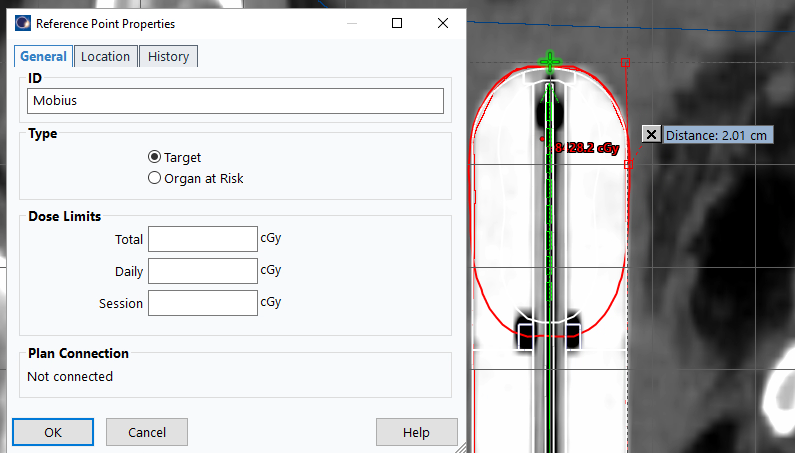 Reference Point Properties
General Location History
ID
Mobius
Type
Target
Organ at Risk
Dose Limits
Total cGy
Daily cGy
Session cGy
Plan Connection
Not connected
OK Cancel Help
Distance: 2.01 cm
28.2 cGy